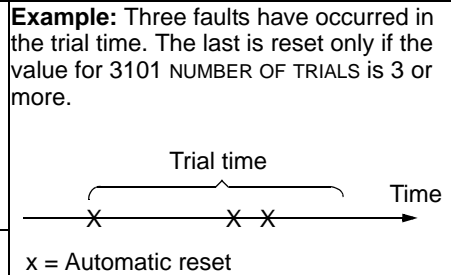 Example: Three faults have occurred in
the trial time. The last is reset only if the
value for 3101 NUMBER OF TRIALS is 3 or
more.
Trial time
Time
x x x
x = Automatic reset